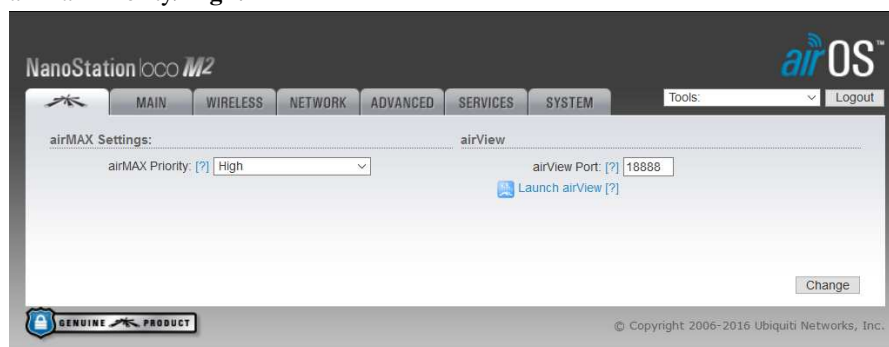 NanoStation loco M2
airOS™
MAIN WIRELESS NETWORK ADVANCED SERVICES SYSTEM Tools: Logout
airMAX Settings: airView
airMAX Priority: [?] High airView Port: [?] 18888
Launch airView [?]
Change
GENUINE PRODUCT © Copyright 2006-2016 Ubiquiti Networks, Inc.